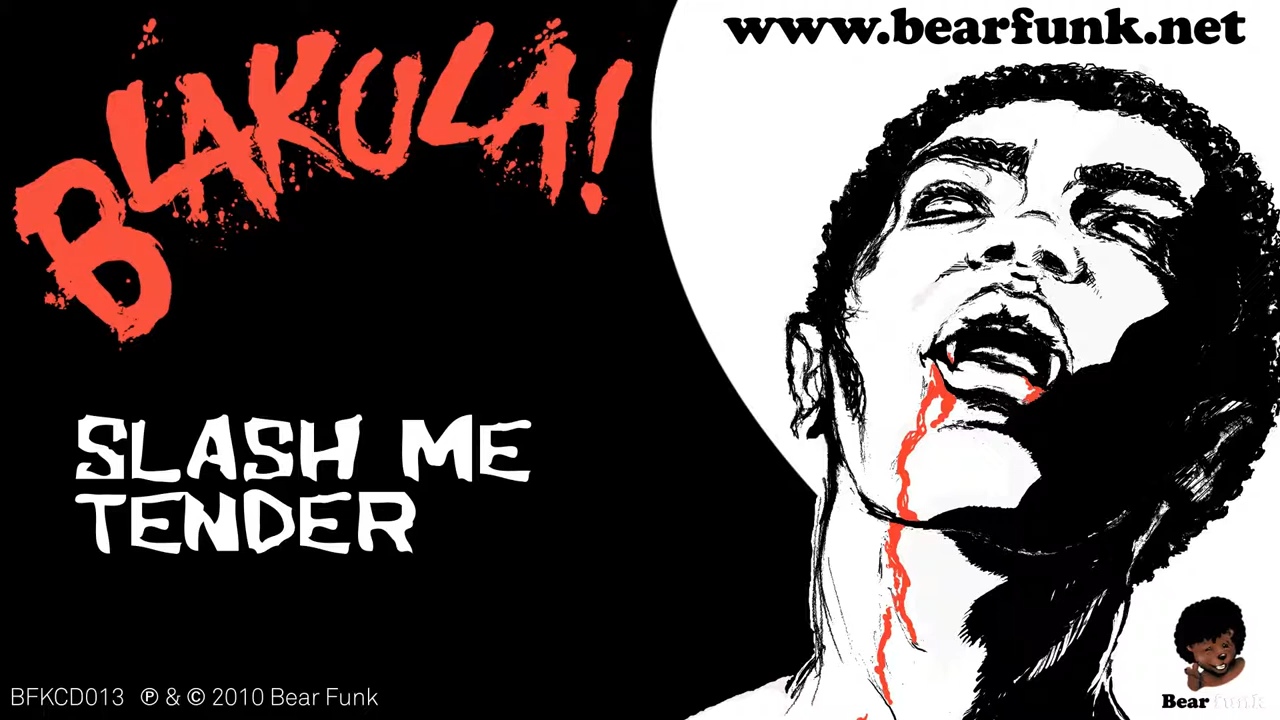 www.bearfunk.net
BLAKULA!
SLASH ME
TENDER
BFKCD013 ℗ & © 2010 Bear Funk
Bear funk